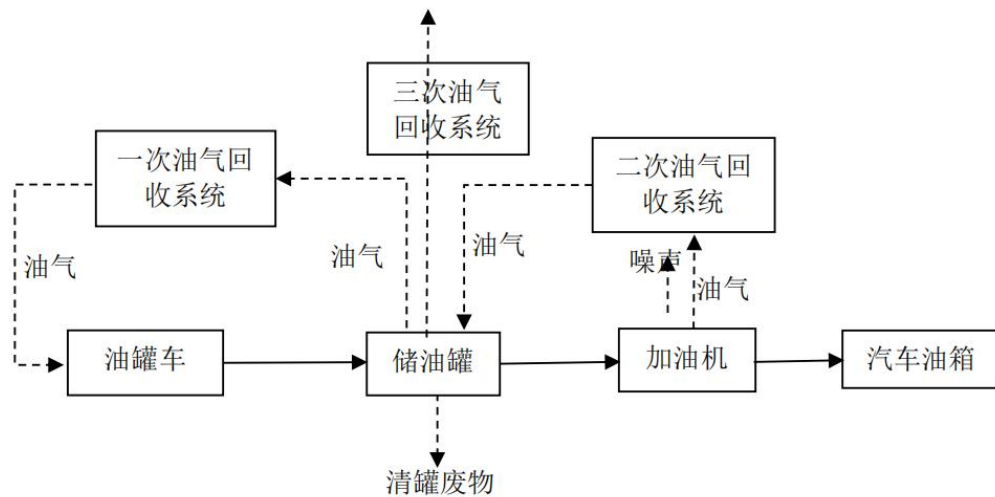 三次油气
回收系统
一次油气回
收系统
二次油气回
收系统
油气
油气
油气
噪声
油气
油罐车
储油罐
加油机
汽车油箱
清罐废物